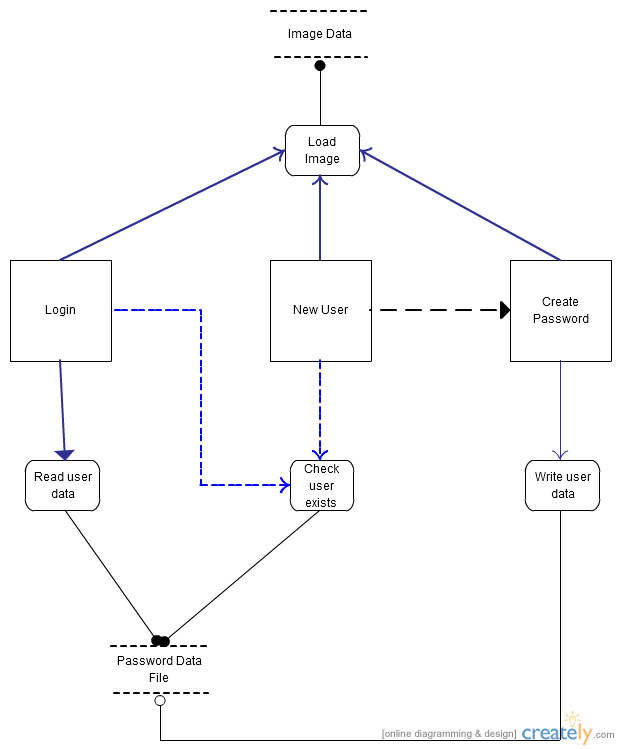 Image Data
Load
Image
Login
New User
Create
Password
Read user
data
Check
user
exists
Write user
data
Password Data
File
[online diagramming & design] creately.com